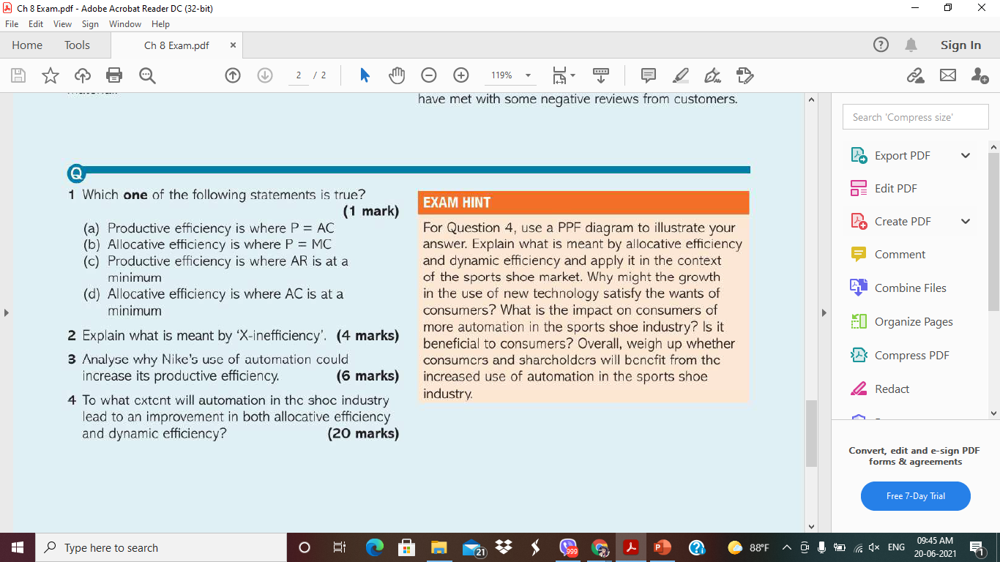 Ch 8 Exam.pdf - Adobe Acrobat Reader DC (32-bit)
File Edit View Sign Window Help
Home Tools Ch 8 Exam.pdf × Sign In
2 / 2 119%
material.
have met with some negative reviews from customers.
Q
1 Which one of the following statements is true?
(1 mark)
(a) Productive efficiency is where P = AC
(b) Allocative efficiency is where P = MC
(c) Productive efficiency is where AR is at a
minimum
(d) Allocative efficiency is where AC is at a
minimum
2 Explain what is meant by ‘X-inefficiency’. (4 marks)
3 Analyse why Nike’s use of automation could
increase its productive efficiency. (6 marks)
4 To what extent will automation in the shoe industry
lead to an improvement in both allocative efficiency
and dynamic efficiency? (20 marks)
EXAM HINT
For Question 4, use a PPF diagram to illustrate your
answer. Explain what is meant by allocative efficiency
and dynamic efficiency and apply it in the context
of the sports shoe market. Why might the growth
in the use of new technology satisfy the wants of
consumers? What is the impact on consumers of
more automation in the sports shoe industry? Is it
beneficial to consumers? Overall, weigh up whether
consumers and shareholders will benefit from the
increased use of automation in the sports shoe
industry.
Search 'Compress size'
Export PDF
Edit PDF
Create PDF
Comment
Combine Files
Organize Pages
Compress PDF
Redact
Convert, edit and e-sign PDF
forms & agreements
Free 7-Day Trial
Type here to search
21
999
88°F
ENG
09:45 AM
20-06-2021
1